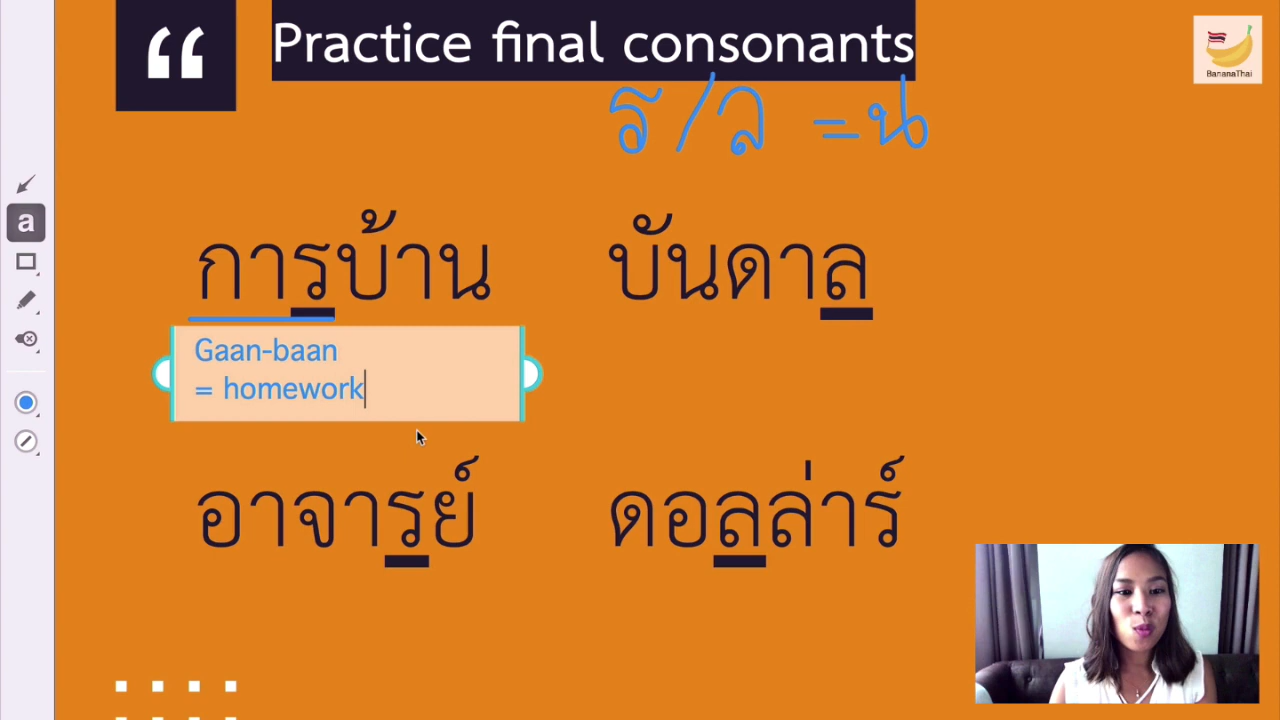 “
Practice final consonants
BananaThai
ร / ล = น
การบ้าน
บันดาล
Gaan-baan
= homework
อาจารย์
ดอลล่าร์
a